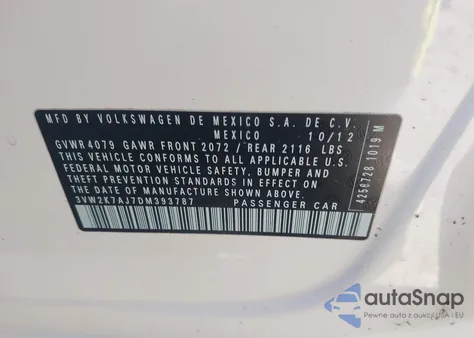 MFD BY VOLKSWAGEN DE MEXICO S.A. DE C.V.
MEXICO 10/12
GVWR 4079 GAWR FRONT 2072 / REAR 2116 LBS
THIS VEHICLE CONFORMS TO ALL APPLICABLE U.S.
FEDERAL MOTOR VEHICLE SAFETY, BUMPER AND
THEFT PREVENTION STANDARDS IN EFFECT ON THE
DATE OF MANUFACTURE SHOWN ABOVE.
3VW2K7AJ7DM393787 PASSENGER CAR
4256728 1019 M
autoSnap
Pewne auta z USA i EU